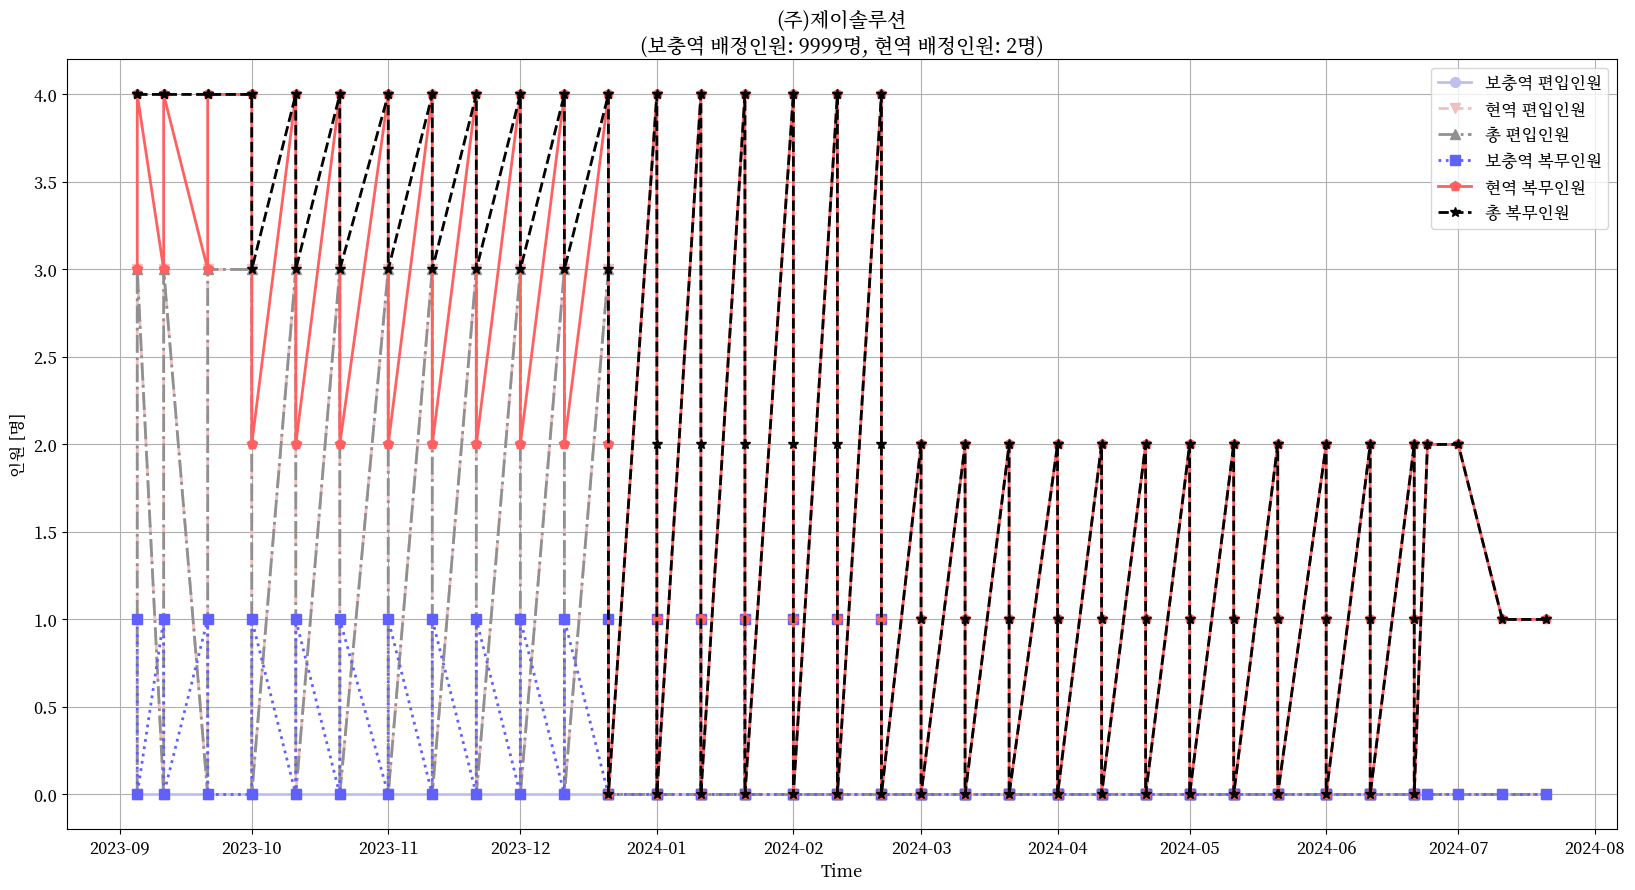 (주)제이솔루션
(보충역 배정인원: 9999명, 현역 배정인원: 2명)
보충역 편입인원
현역 편입인원
총 편입인원
보충역 복무인원
현역 복무인원
총 복무인원
인원 [명]
4.0
3.5
3.0
2.5
2.0
1.5
1.0
0.5
0.0
2023-09
2023-10
2023-11
2023-12
2024-01
2024-02
2024-03
2024-04
2024-05
2024-06
2024-07
2024-08
Time